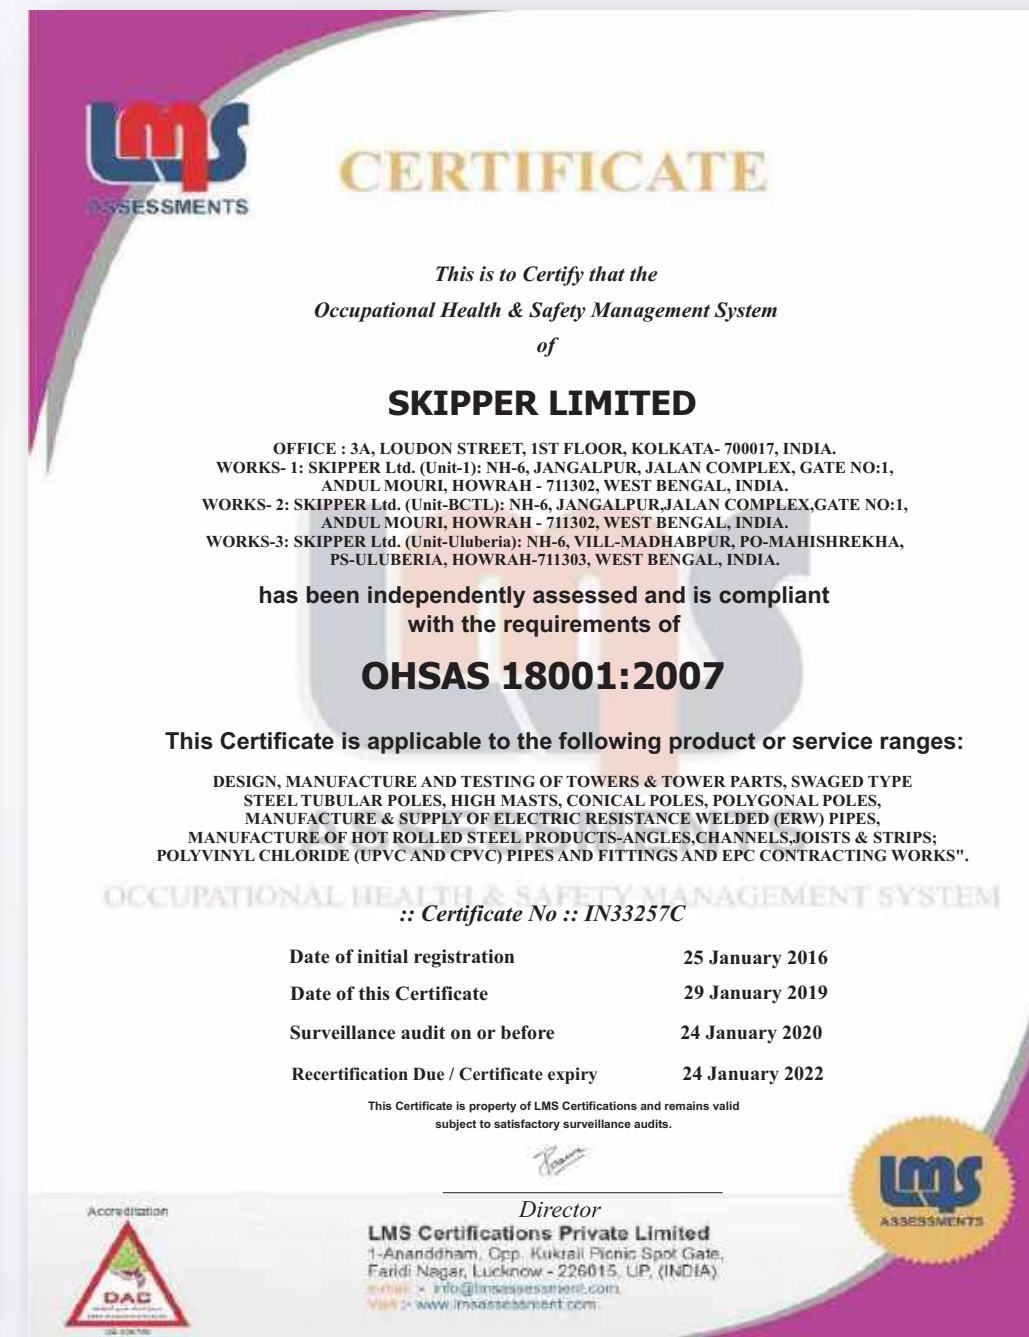 LMS
ASSESSMENTS
CERTIFICATE
This is to Certify that the
Occupational Health & Safety Management System
of
SKIPPER LIMITED
OFFICE : 3A, LOUDON STREET, 1ST FLOOR, KOLKATA- 700017, INDIA.
WORKS- 1: SKIPPER Ltd. (Unit-1): NH-6, JANGALPUR, JALAN COMPLEX, GATE NO:1,
ANDUL MOURI, HOWRAH - 711302, WEST BENGAL, INDIA.
WORKS- 2: SKIPPER Ltd. (Unit-BCTL): NH-6, JANGALPUR,JALAN COMPLEX,GATE NO:1,
ANDUL MOURI, HOWRAH - 711302, WEST BENGAL, INDIA.
WORKS-3: SKIPPER Ltd. (Unit-Uluberia): NH-6, VILL-MADHABPUR, PO-MAHISHREKHA,
PS-ULUBERIA, HOWRAH-711303, WEST BENGAL, INDIA.
has been independently assessed and is compliant
with the requirements of
OHSAS 18001:2007
This Certificate is applicable to the following product or service ranges:
DESIGN, MANUFACTURE AND TESTING OF TOWERS & TOWER PARTS, SWAGED TYPE
STEEL TUBULAR POLES, HIGH MASTS, CONICAL POLES, POLYGONAL POLES,
MANUFACTURE & SUPPLY OF ELECTRIC RESISTANCE WELDED (ERW) PIPES,
MANUFACTURE OF HOT ROLLED STEEL PRODUCTS-ANGLES,CHANNELS,JOISTS & STRIPS;
POLYVINYL CHLORIDE (UPVC AND CPVC) PIPES AND FITTINGS AND EPC CONTRACTING WORKS".
LMS
ASSESSMENTS
OCCUPATIONAL HEALTH & SAFETY MANAGEMENT SYSTEM
:: Certificate No :: IN33257C
Date of initial registration 25 January 2016
Date of this Certificate 29 January 2019
Surveillance audit on or before 24 January 2020
Recertification Due / Certificate expiry 24 January 2022
This Certificate is property of LMS Certifications and remains valid
subject to satisfactory surveillance audits.
Director
LMS Certifications Private Limited
1-Ananddham, Opp. Kukrail Picnic Spot Gate,
Faridi Nagar, Lucknow - 226015, UP, (INDIA)
e-mail :- info@lmsassessment.com
Visit :- www.lmsassessment.com
Accreditation
DAC
LMS
ASSESSMENTS